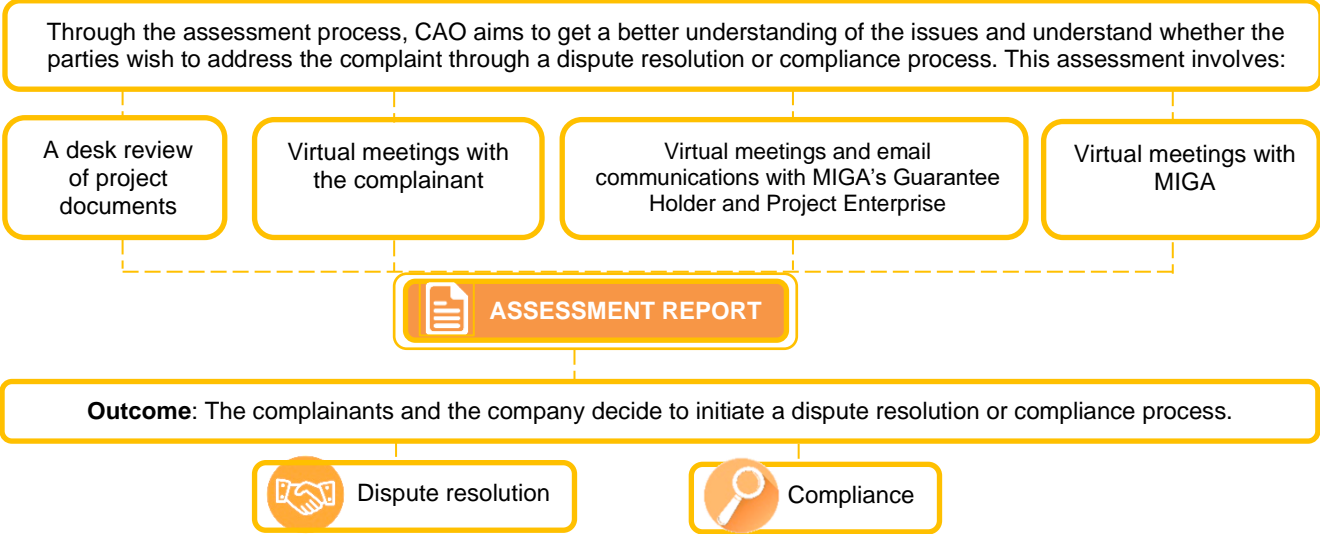 Through the assessment process, CAO aims to get a better understanding of the issues and understand whether the
parties wish to address the complaint through a dispute resolution or compliance process. This assessment involves:
A desk review
of project
documents
Virtual meetings with
the complainant
Virtual meetings and email
communications with MIGA’s Guarantee
Holder and Project Enterprise
Virtual meetings with
MIGA
ASSESSMENT REPORT
Outcome: The complainants and the company decide to initiate a dispute resolution or compliance process.
Dispute resolution
Compliance